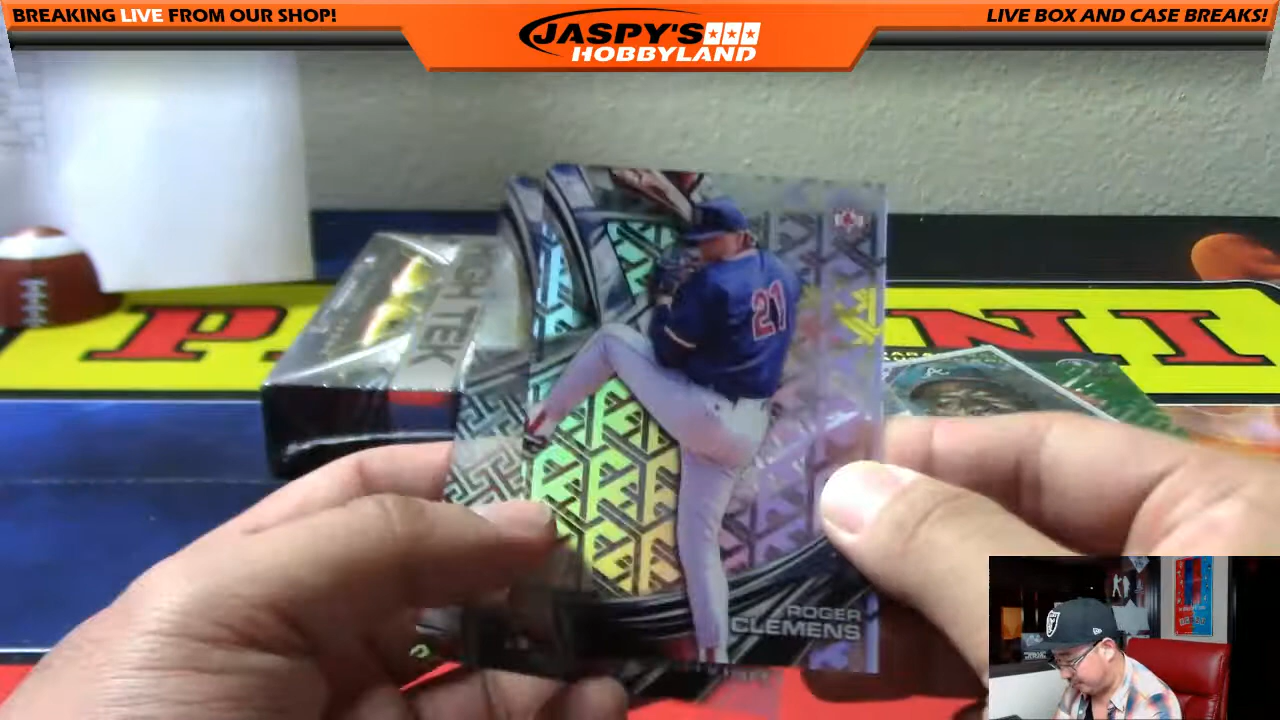 BREAKING LIVE FROM OUR SHOP!
JASPY'S
HOBBYLAND
LIVE BOX AND CASE BREAKS!
21
ROGER
CLEMENS